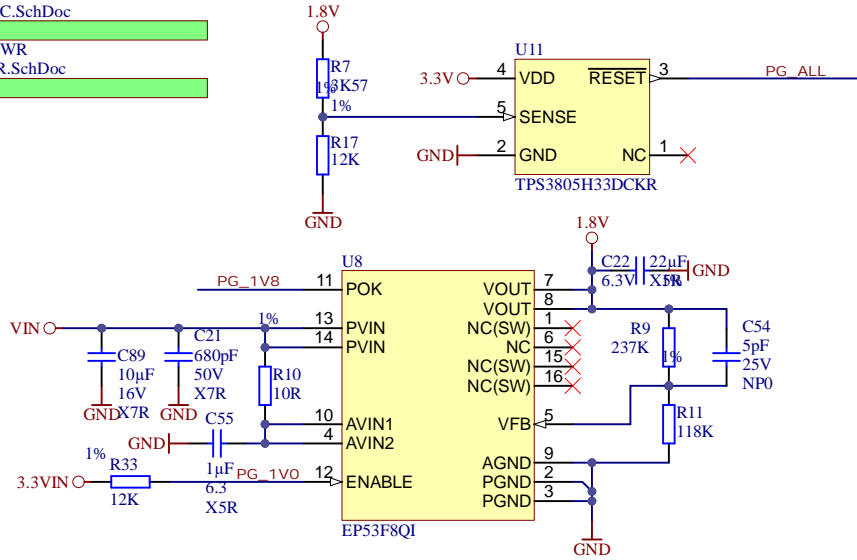 C.SchDoc
WR
R.SchDoc
1.8V
R7
3K57
1%
1%
R17
12K
GND
U11
3.3V
4
VDD
RESET
3
PG_ALL
5
SENSE
GND
2
GND
NC
1
TPS3805H33DCKR
1.8V
U8
C22
22µF
GND
6.3V
X5R
PG_1V8
11
POK
VOUT
7
VOUT
8
VIN
1%
13
PVIN
NC(SW)
1
14
PVIN
NC
6
NC(SW)
15
NC(SW)
16
R9
237K
1%
C54
5pF
25V
NP0
C89
10µF
16V
X7R
GND
C21
680pF
50V
X7R
GND
R10
10R
C55
GND
1µF
6.3
X5R
10
AVIN1
4
AVIN2
VFB
5
R11
118K
1%
R33
3.3VIN
12K
PG_1V0
12
ENABLE
AGND
9
PGND
2
PGND
3
EP53F8QI
GND